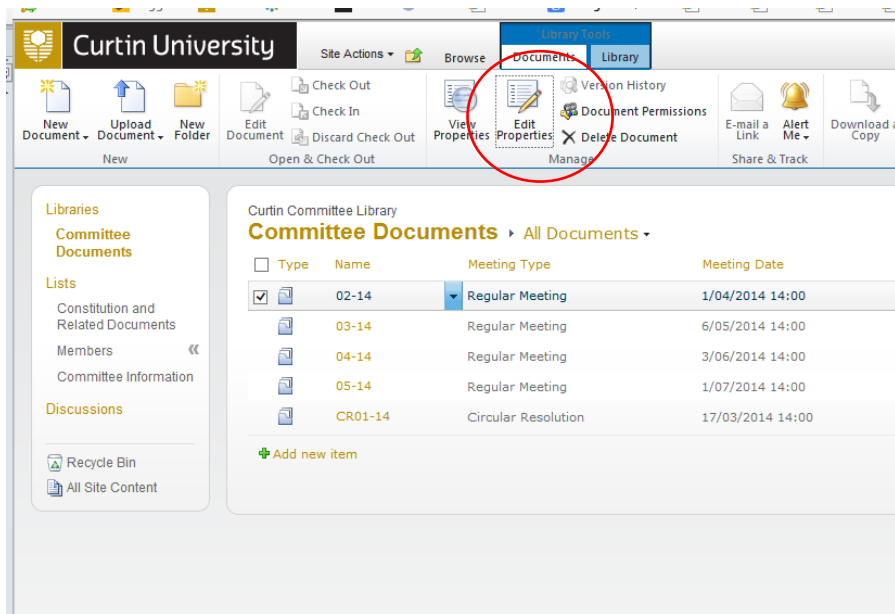 Library Tools
Curtin University
Site Actions
Browse
Documents
Library
New Document
Upload Document
New Folder
New
Edit Document
Check Out
Check In
Discard Check Out
Open & Check Out
View Properties
Edit Properties
Version History
Document Permissions
Delete Document
Manage
E-mail a Link
Alert Me
Share & Track
Download a Copy
Libraries
Committee
Documents
Lists
Constitution and
Related Documents
Members
Committee Information
Discussions
Recycle Bin
All Site Content
Curtin Committee Library
Committee Documents All Documents
Type Name Meeting Type Meeting Date
02-14 Regular Meeting 1/04/2014 14:00
03-14 Regular Meeting 6/05/2014 14:00
04-14 Regular Meeting 3/06/2014 14:00
05-14 Regular Meeting 1/07/2014 14:00
CR01-14 Circular Resolution 17/03/2014 14:00
Add new item